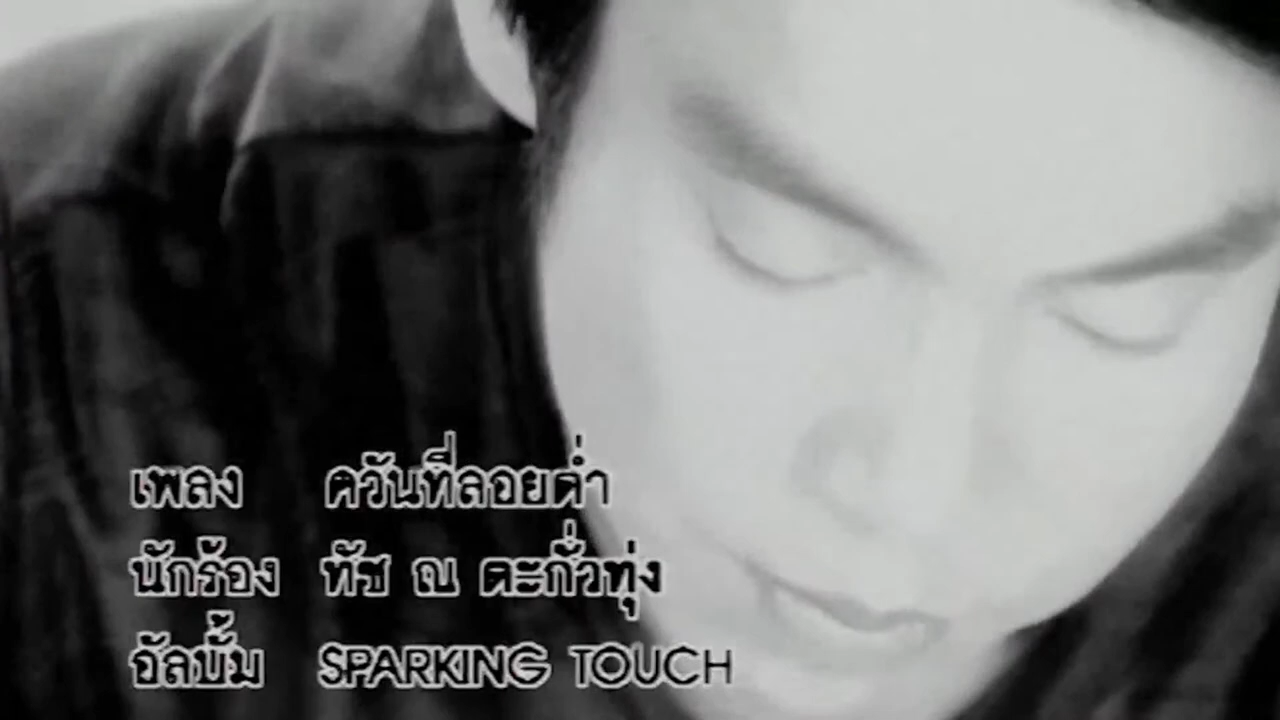 เพลง ควันที่ลอยต่ำ
นักร้อง ทัช ณ ตะกั่วทุ่ง
อัลบั้ม SPARKING TOUCH